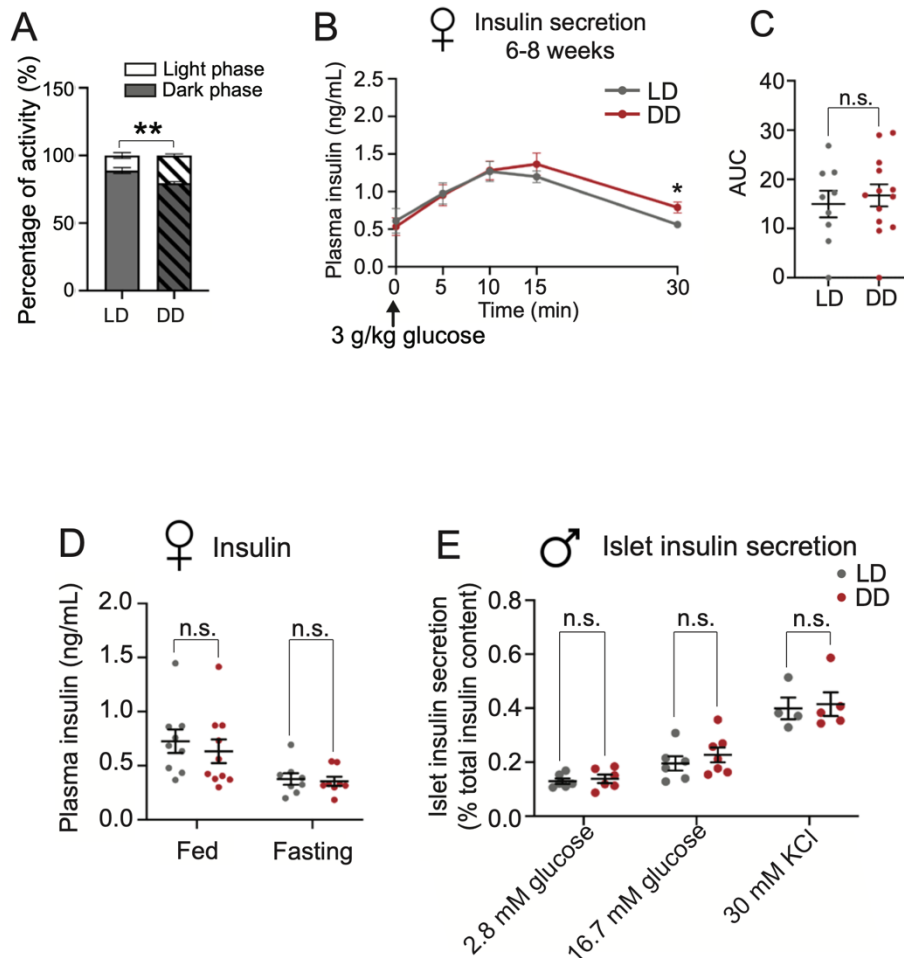 A
Light phase
Dark phase
Percentage of activity (%)
150
100
50
0
**
LD
DD
B
♀ Insulin secretion
6-8 weeks
Plasma insulin (ng/mL)
2.5
2.0
1.5
1.0
0.5
0.0
LD
DD
*
0 5 10 15 30
Time (min)
3 g/kg glucose
C
n.s.
AUC
40
30
20
10
0
LD DD
D
♀ Insulin
Plasma insulin (ng/mL)
2.0
1.5
1.0
0.5
0.0
n.s.
n.s.
Fed
Fasting
E
♂ Islet insulin secretion
LD
DD
Islet insulin secretion
(% total insulin content)
0.8
0.6
0.4
0.2
0.0
n.s.
n.s.
n.s.
2.8 mM glucose
16.7 mM glucose
30 mM KCl